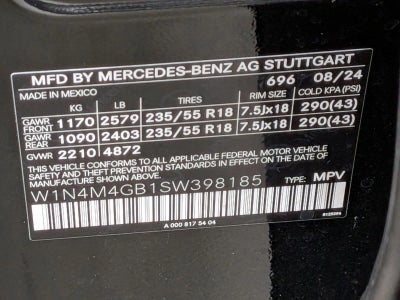 MFD BY MERCEDES-BENZ AG STUTTGART
696 08/24
MADE IN MEXICO
KG LB TIRES RIM SIZE COLD KPA (PSI)
GAWR FRONT 1170 2579 235/55 R18 7.5Jx18 290(43)
GAWR REAR 1090 2403 235/55 R18 7.5Jx18 290(43)
GVWR 2210 4872
THIS VEHICLE CONFORMS TO ALL APPLICABLE FEDERAL MOTOR VEHICLE
SAFETY STANDARDS IN EFFECT ON THE DATE OF MANUFACTURE SHOWN ABOVE.
W1N4M4GB1SW398185 TYPE: MPV
A 000 817 54 04